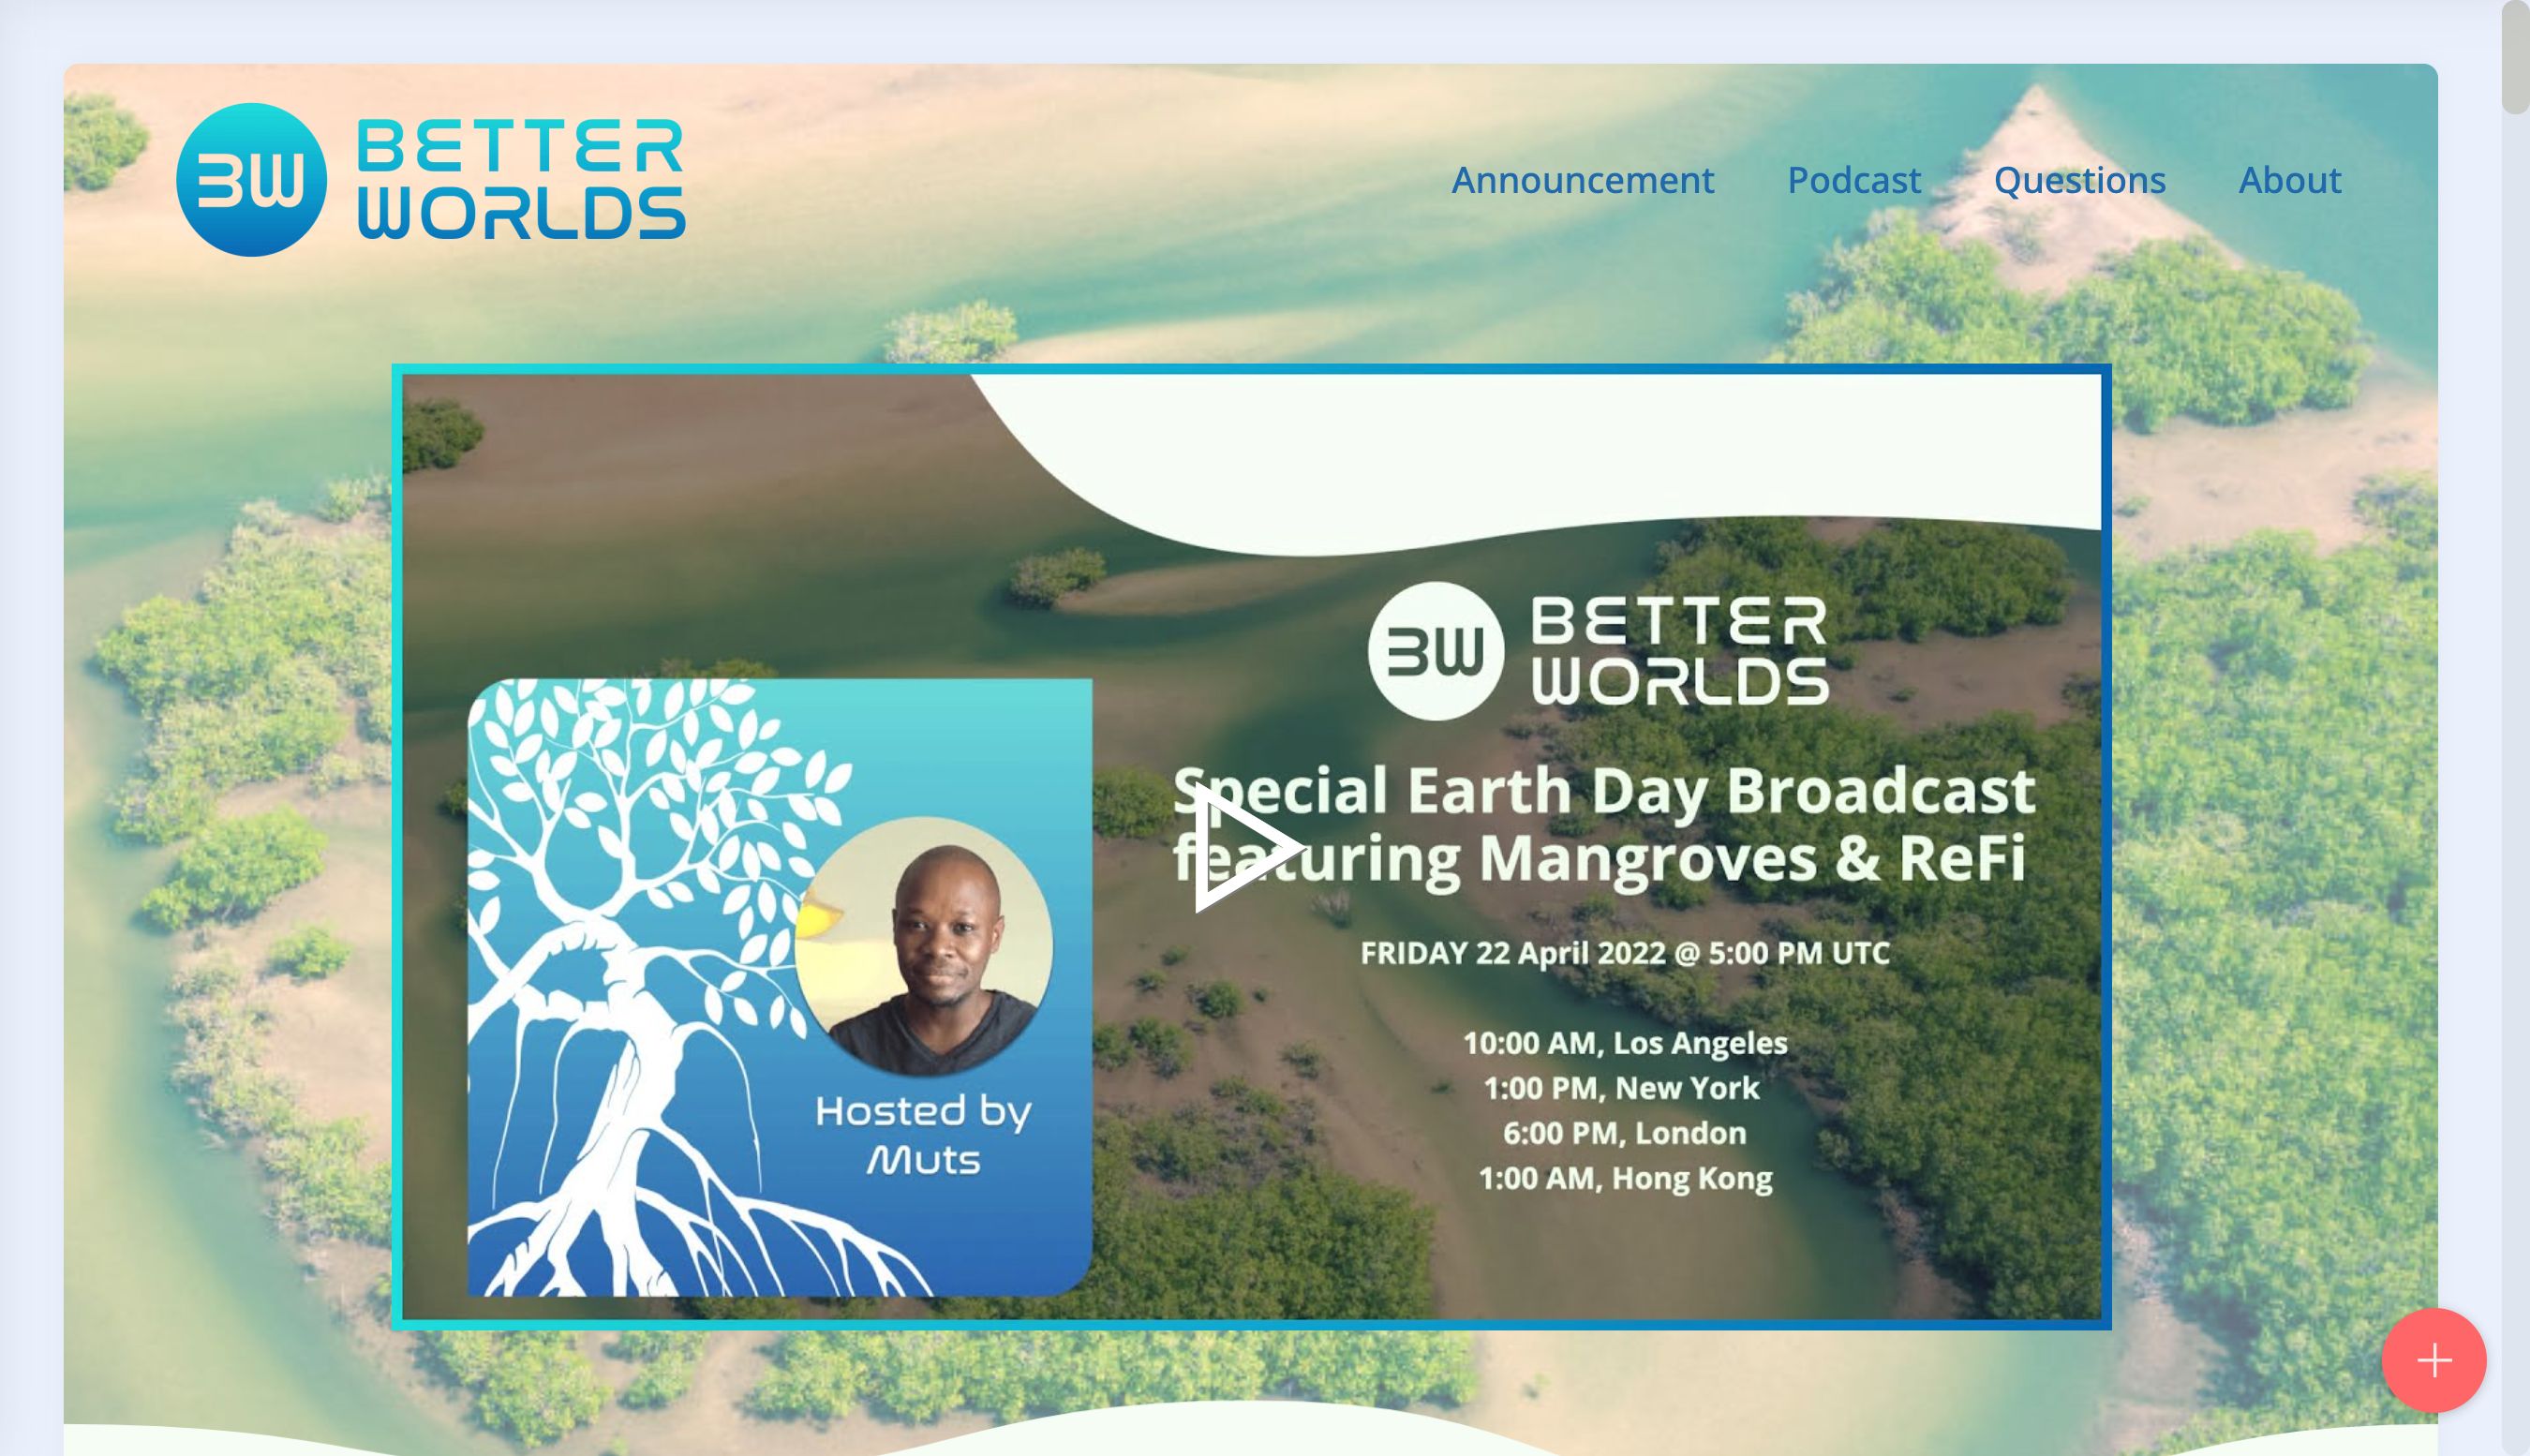 BW
BETTER
WORLDS
Announcement
Podcast
Questions
About
BW
BETTER
WORLDS
Special Earth Day Broadcast
featuring Mangroves & ReFi
FRIDAY 22 April 2022 @ 5:00 PM UTC
10:00 AM, Los Angeles
1:00 PM, New York
6:00 PM, London
1:00 AM, Hong Kong
Hosted by
Muts